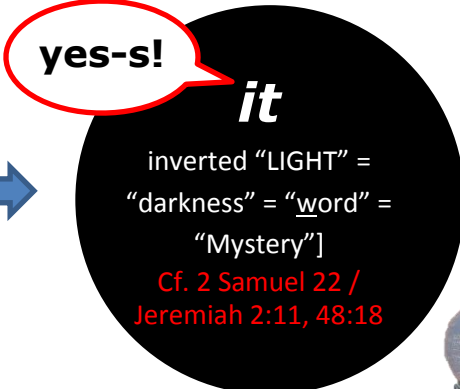 yes-s!
it
inverted “LIGHT” =
“darkness” = “word” =
“Mystery”]
Cf. 2 Samuel 22 /
Jeremiah 2:11, 48:18